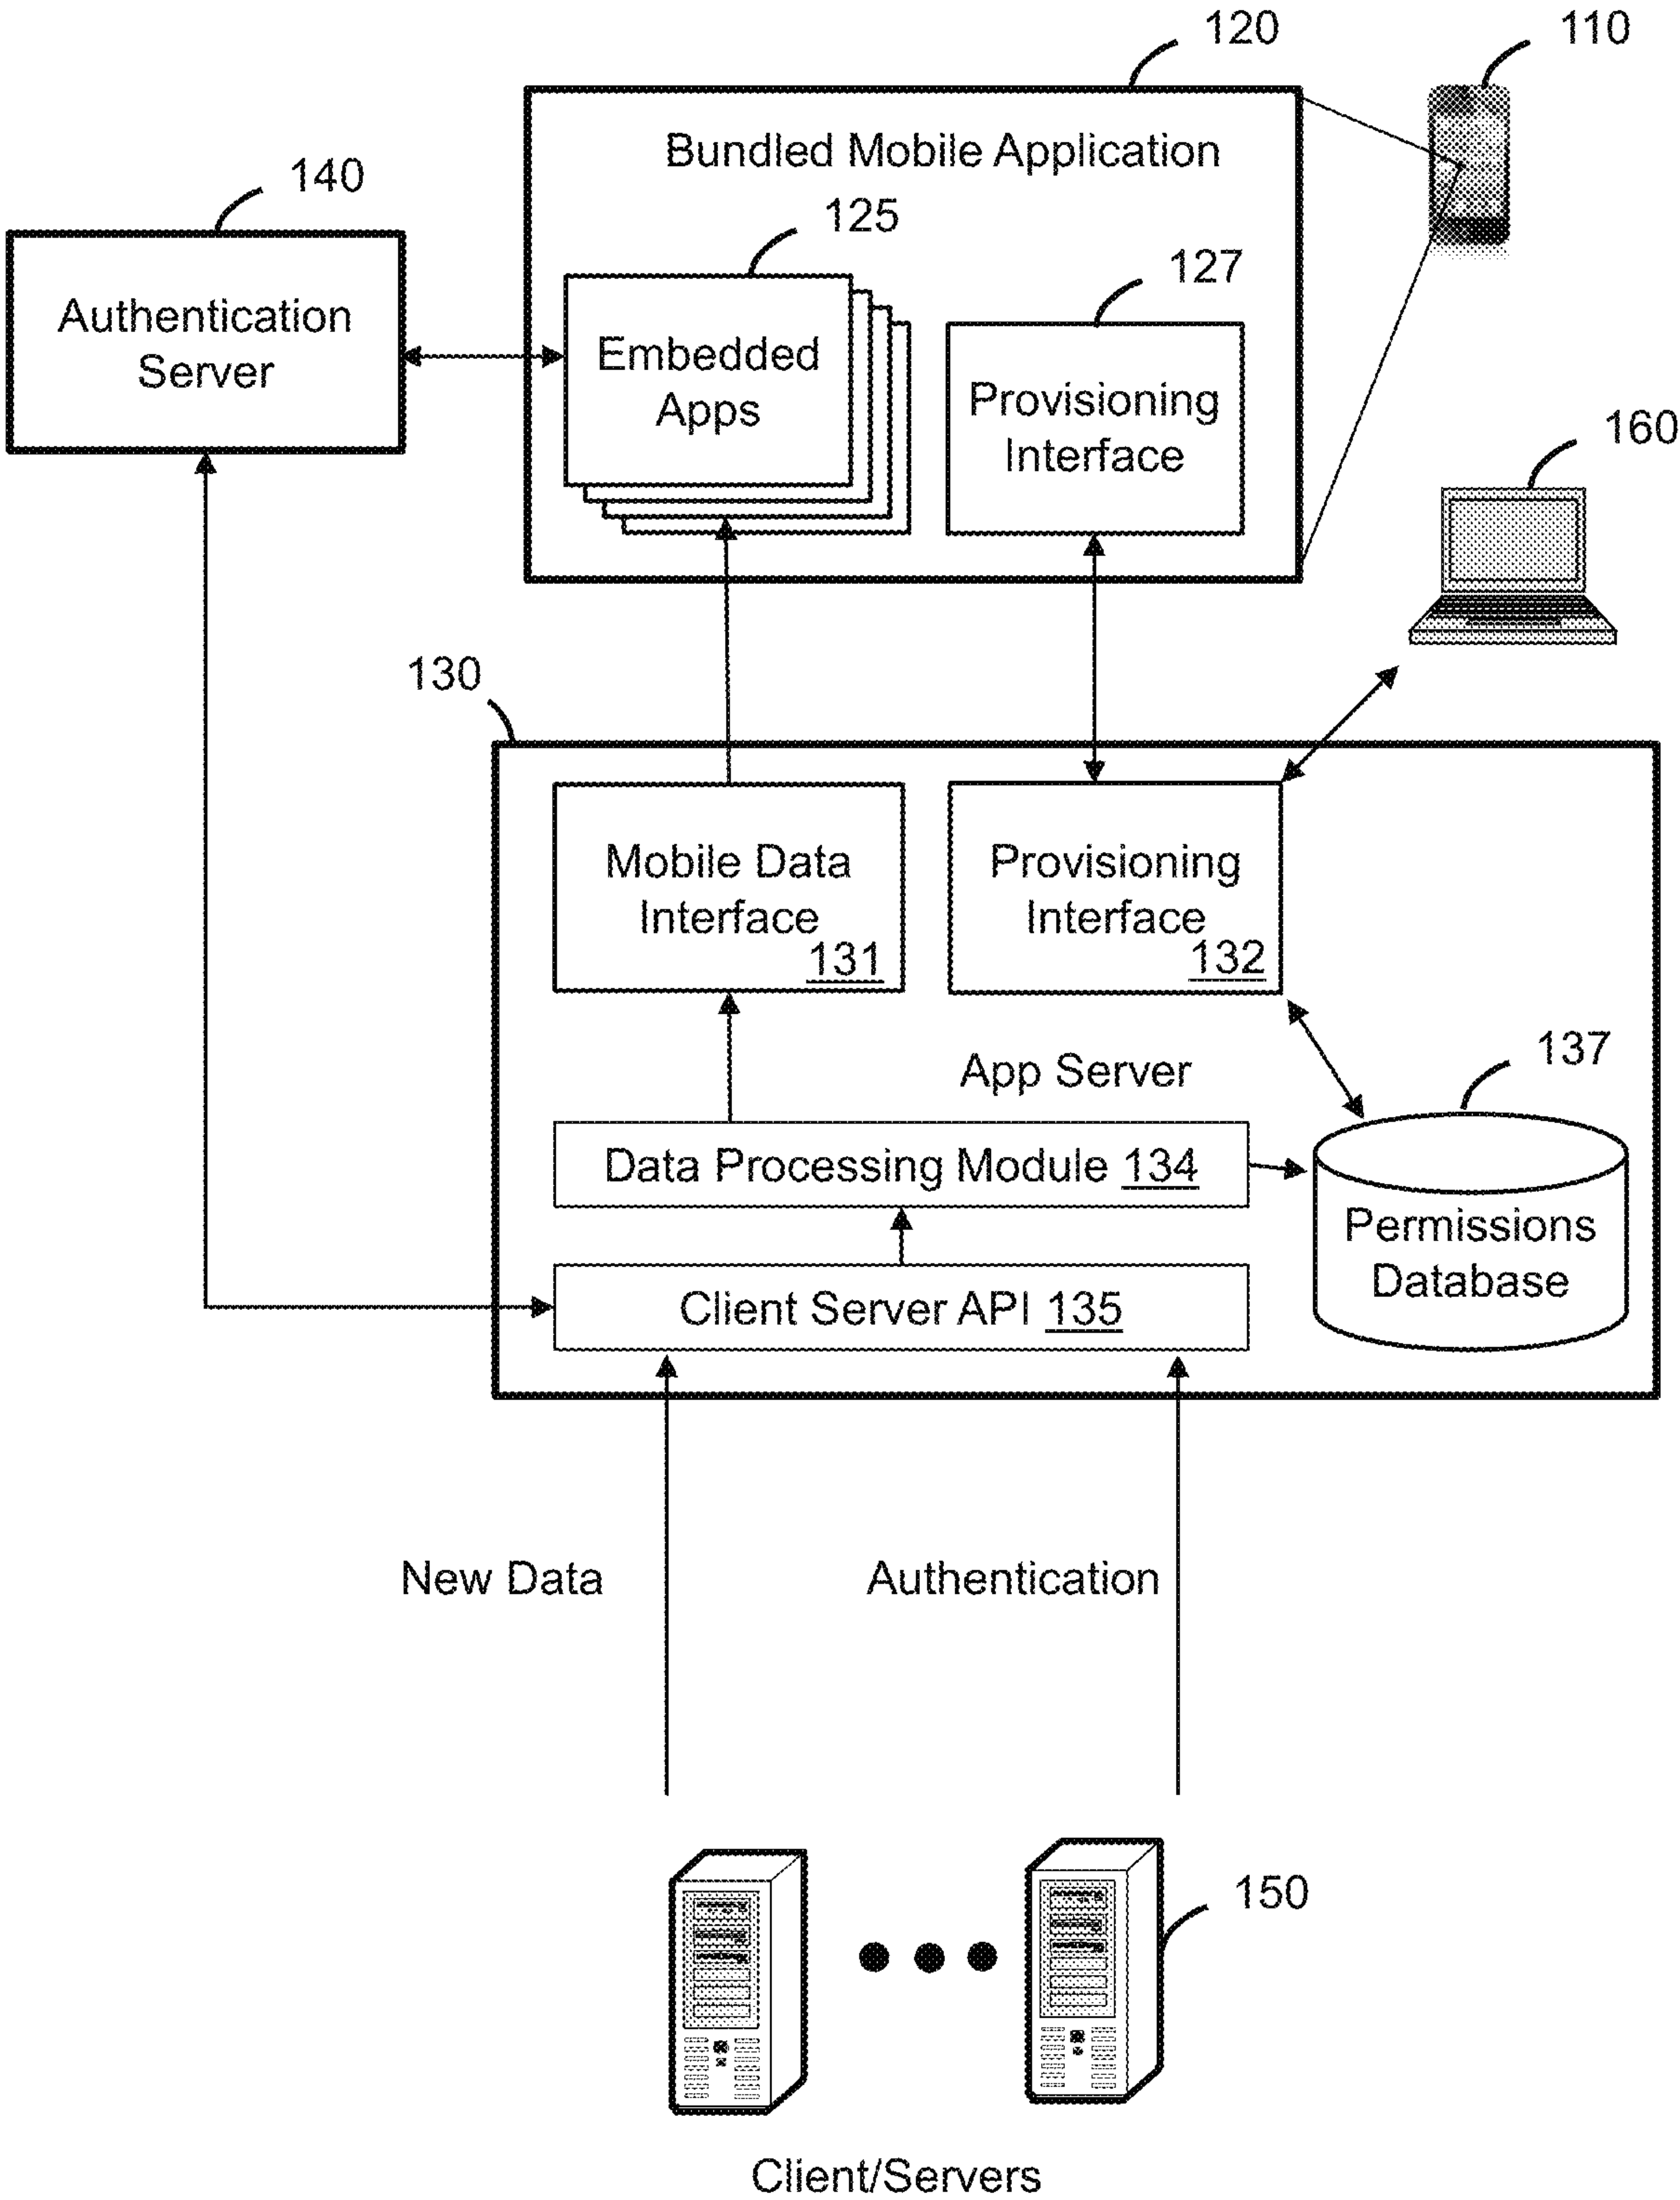 120
110
Bundled Mobile Application
140
125
127
Authentication
Server
Embedded
Apps
Provisioning
Interface
160
130
Mobile Data
Interface
131
Provisioning
Interface
132
App Server
137
Data Processing Module 134
Permissions
Database
Client Server API 135
New Data
Authentication
150
Client/Servers